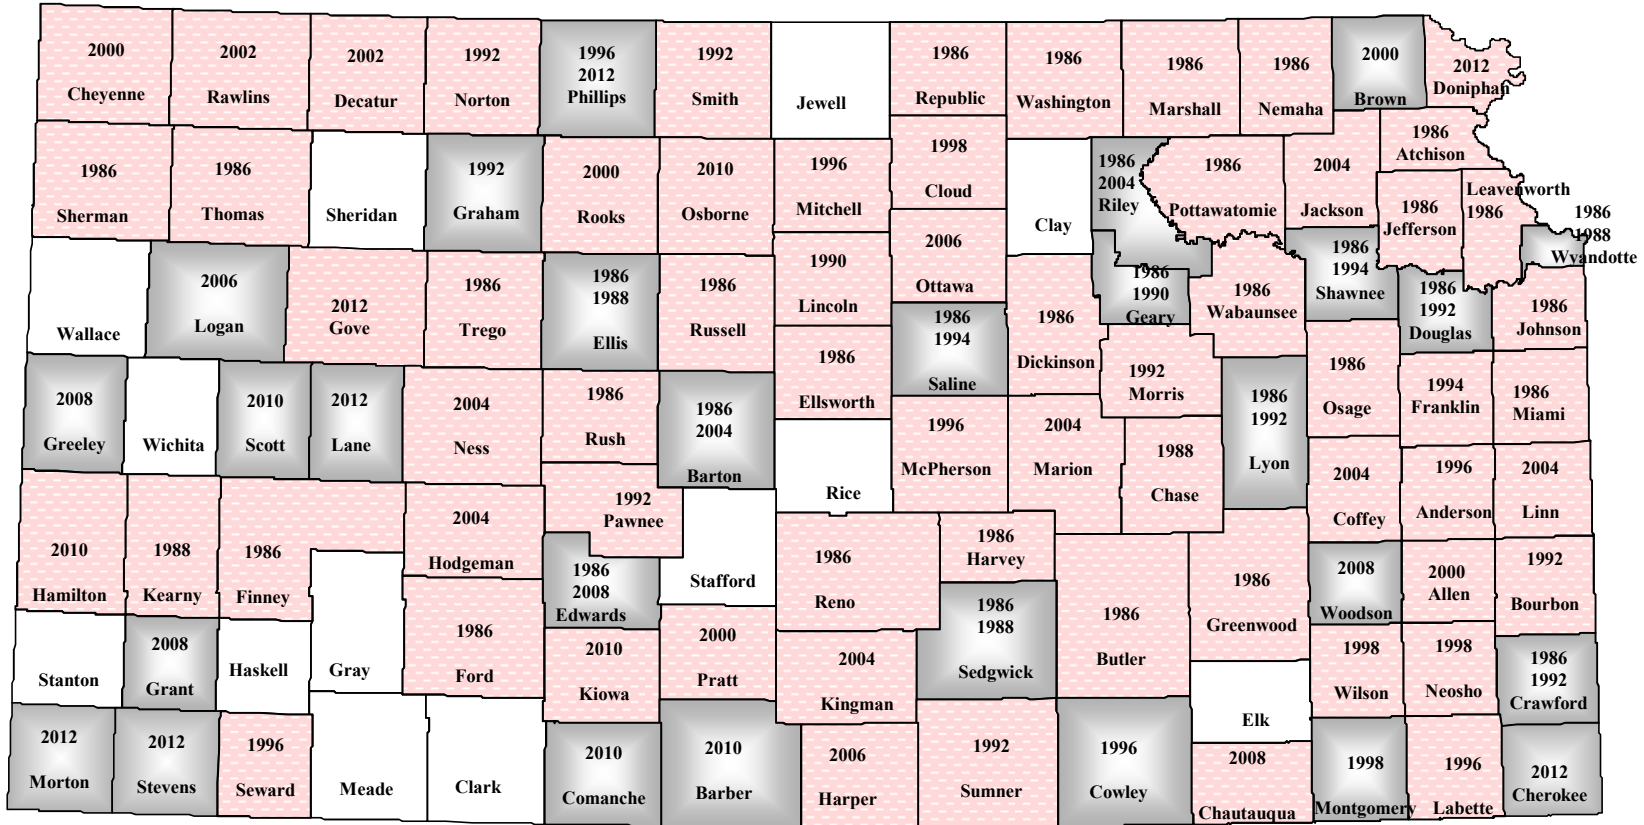 2000
Cheyenne
2002
Rawlins
2002
Decatur
1992
Norton
1996
2012
Phillips
1992
Smith
Jewell
1986
Republic
1986
Washington
1986
Marshall
1986
Nemaha
2000
Brown
2012
Doniphan
1986
Sherman
1986
Thomas
Sheridan
1992
Graham
2000
Rooks
2010
Osborne
1996
Mitchell
1998
Cloud
Clay
1986
2004
Riley
1986
Pottawatomie
2004
Jackson
1986
Atchison
1986
Jefferson
Leavenworth
1986
1986
1988
Wyandotte
Wallace
2006
Logan
2012
Gove
1986
Trego
1986
1988
Ellis
1986
Russell
1990
Lincoln
2006
Ottawa
1986
1994
Saline
1986
Dickinson
1986
1990
Geary
1986
Wabaunsee
1986
1994
Shawnee
1986
1992
Douglas
1986
Johnson
2008
Greeley
Wichita
2010
Scott
2012
Lane
2004
Ness
1986
Rush
1986
2004
Barton
1986
Ellsworth
Rice
1996
McPherson
2004
Marion
1992
Morris
1988
Chase
1986
1992
Lyon
1986
Osage
1994
Franklin
1986
Miami
2010
Hamilton
1988
Kearny
1986
Finney
2004
Hodgeman
1992
Pawnee
Stafford
1986
2008
Edwards
1986
Reno
1986
Harvey
1986
1988
Sedgwick
1986
Butler
1986
Greenwood
2004
Coffey
1996
Anderson
2004
Linn
2008
Woodson
2000
Allen
1992
Bourbon
Stanton
2008
Grant
Haskell
Gray
1986
Ford
2010
Kiowa
2000
Pratt
2004
Kingman
Elk
1998
Wilson
1998
Neosho
1986
1992
Crawford
2012
Morton
2012
Stevens
1996
Seward
Meade
Clark
2010
Comanche
2010
Barber
2006
Harper
1992
Sumner
1996
Cowley
2008
Chautauqua
1998
Montgomery
1996
Labette
2012
Cherokee